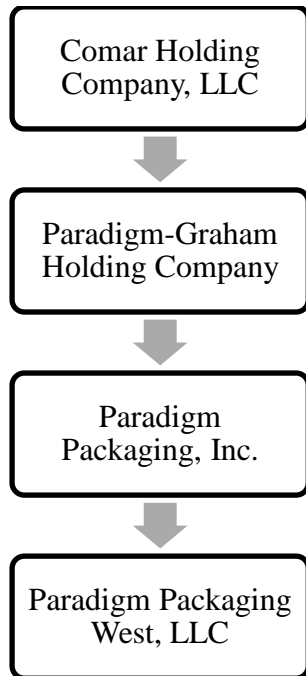 Comar Holding
Company, LLC
Paradigm-Graham
Holding Company
Paradigm
Packaging, Inc.
Paradigm Packaging
West, LLC